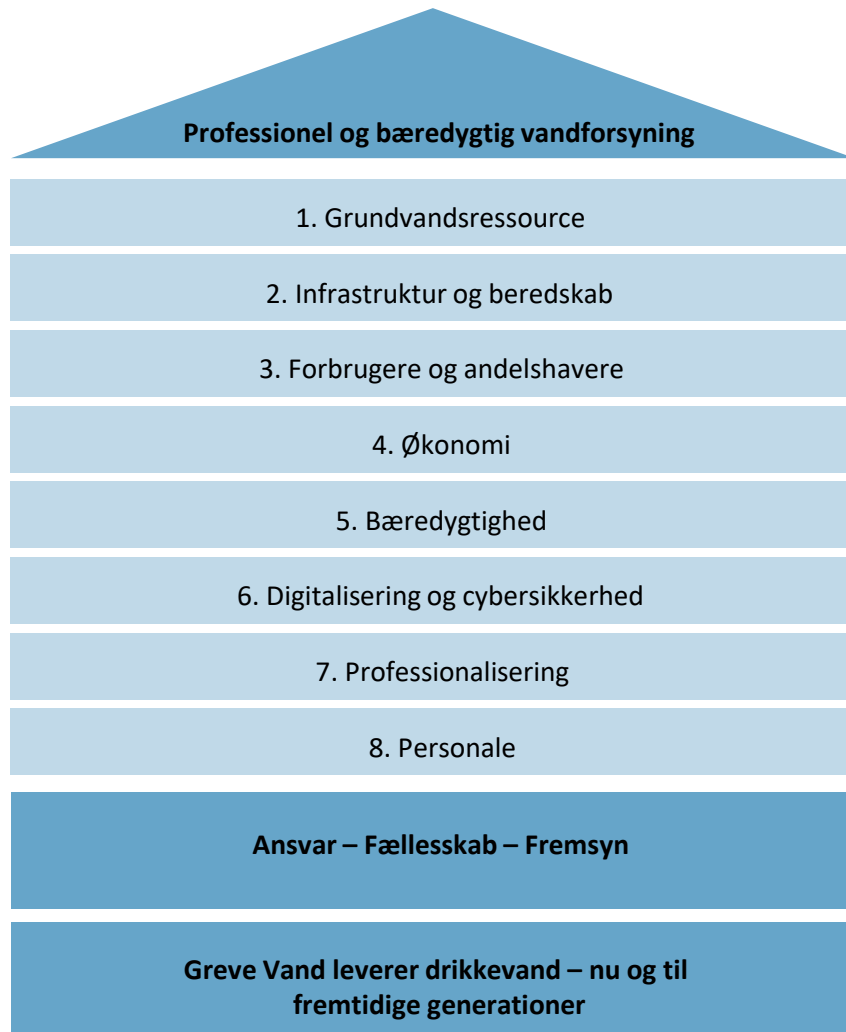 Professionel og bæredygtig vandforsyning
1. Grundvandsressource
2. Infrastruktur og beredskab
3. Forbrugere og andelshavere
4. Økonomi
5. Bæredygtighed
6. Digitalisering og cybersikkerhed
7. Professionalisering
8. Personale
Ansvar – Fællesskab – Fremsyn
Greve Vand leverer drikkevand – nu og til
fremtidige generationer